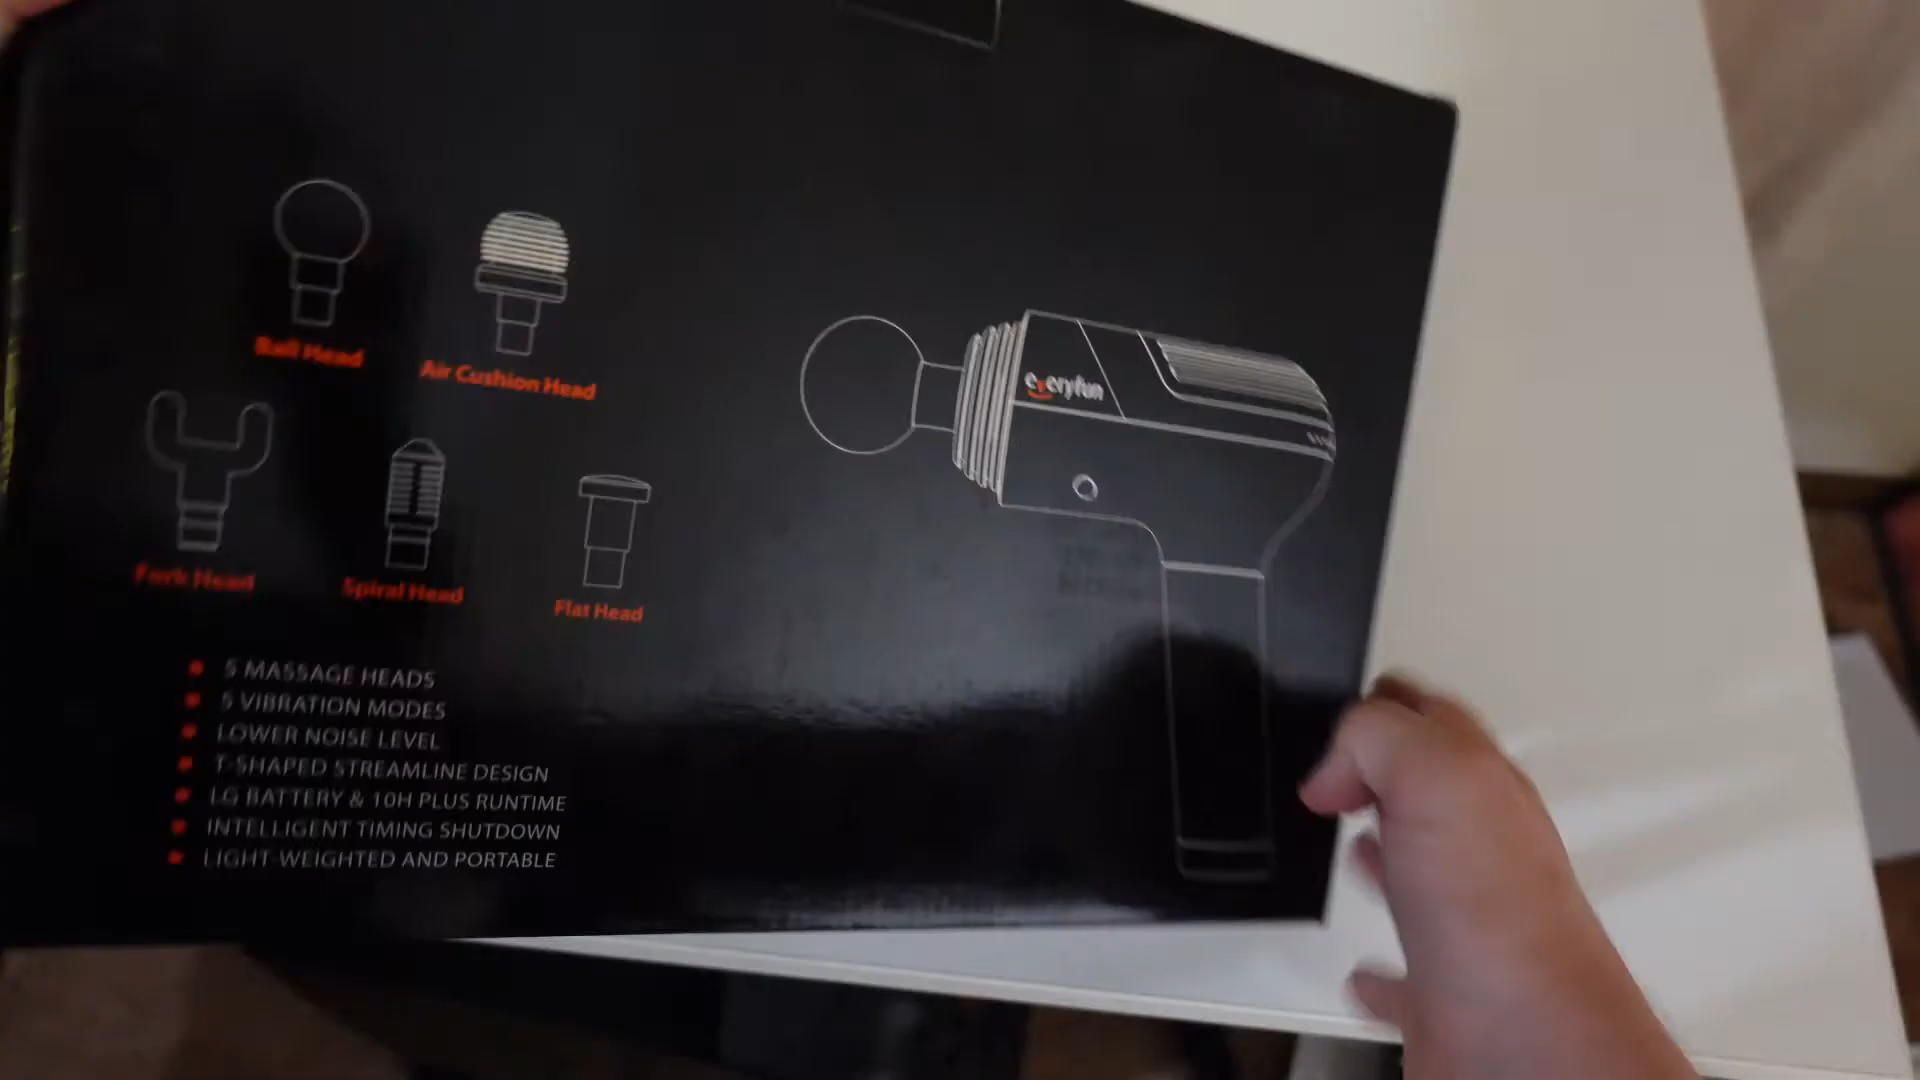 Ball Head
Air Cushion Head
everyfun
Fork Head
Spiral Head
Flat Head
5 MASSAGE HEADS
5 VIBRATION MODES
LOWER NOISE LEVEL
T-SHAPED STREAMLINE DESIGN
LG BATTERY & 10H PLUS RUNTIME
INTELLIGENT TIMING SHUTDOWN
LIGHT-WEIGHTED AND PORTABLE